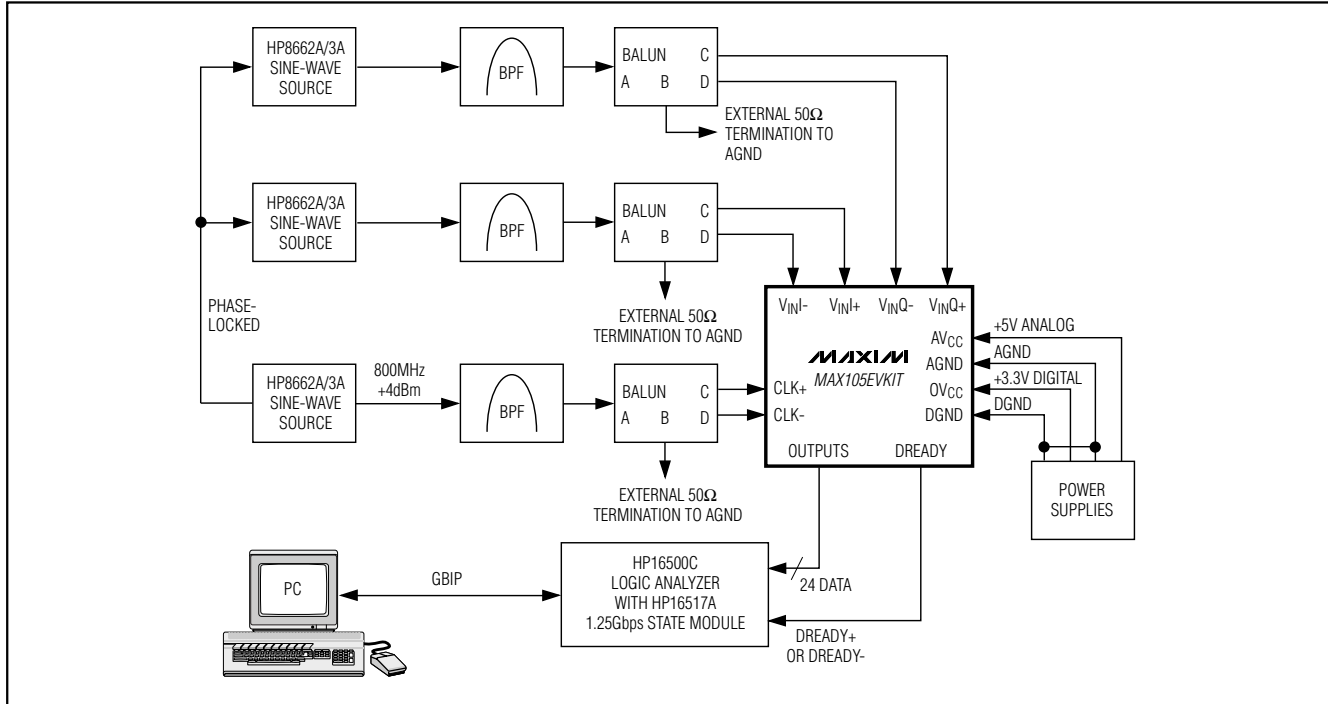 HP8662A/3A
SINE-WAVE
SOURCE
BPF
BALUN C
A B D
EXTERNAL 50Ω
TERMINATION TO
AGND
HP8662A/3A
SINE-WAVE
SOURCE
BPF
BALUN C
A B D
EXTERNAL 50Ω
TERMINATION TO AGND
PHASE-
LOCKED
HP8662A/3A
SINE-WAVE
SOURCE
800MHz
+4dBm
BPF
BALUN C
A B D
EXTERNAL 50Ω
TERMINATION TO AGND
VINI- VINI+ VINQ- VINQ+
MAXIM
MAX105EVKIT
AVCC
AGND
OVCC
DGND
CLK+
CLK-
OUTPUTS DREADY
+5V ANALOG
AGND
+3.3V DIGITAL
DGND
POWER
SUPPLIES
PC
GBIP
HP16500C
LOGIC ANALYZER
WITH HP16517A
1.25Gbps STATE MODULE
24 DATA
DREADY+
OR DREADY-